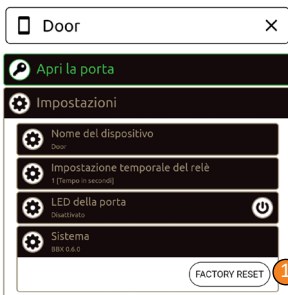 Door
Apri la porta
Impostazioni
Nome del dispositivo
Door
Impostazione temporale del relè
1 [Tempo in secondi]
LED della porta
Disattivato
Sistema
BBX 0.6.0
FACTORY RESET
1